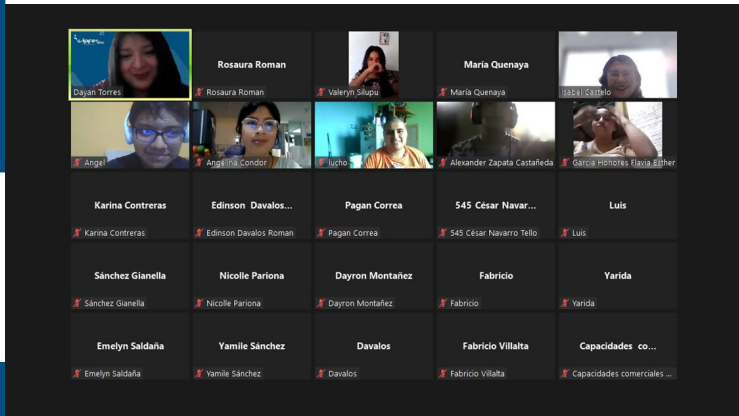 Dayan Torres
Rosaura Roman
Rosaura Roman
Valeryn Silupu
María Quenaya
María Quenaya
Isabel Castelo
Angel
Angelina Condor
lucho
Alexander Zapata Castañeda
Garcia Honores Flavia Esther
Karina Contreras
Karina Contreras
Edinson Davalos...
Edinson Davalos Roman
Pagan Correa
Pagan Correa
545 César Navar...
545 César Navarro Tello
Luis
Luis
Sánchez Gianella
Sánchez Gianella
Nicolle Pariona
Nicolle Pariona
Dayron Montañez
Dayron Montañez
Fabricio
Fabricio
Yarida
Yarida
Emelyn Saldaña
Emelyn Saldaña
Yamile Sánchez
Yamile Sánchez
Davalos
Davalos
Fabricio Villalta
Fabricio Villalta
Capacidades co...
Capacidades comerciales ...